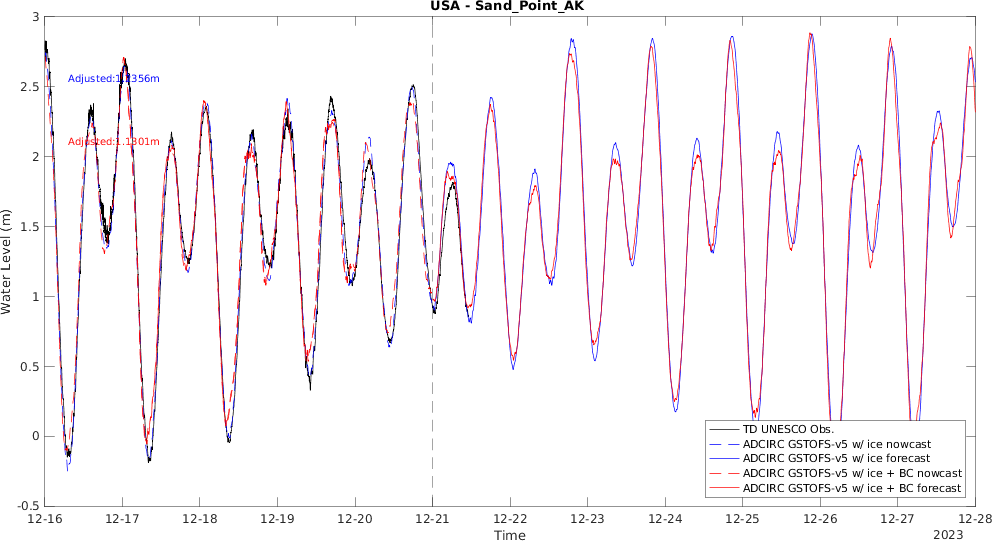 USA - Sand_Point_AK
3
2.5
2
1.5
1
0.5
0
-0.5
Water Level (m)
Adjusted:1.1356m
Adjusted:1.1301m
TD UNESCO Obs.
ADCIRC GSTOFS-v5 w/ ice nowcast
ADCIRC GSTOFS-v5 w/ ice forecast
ADCIRC GSTOFS-v5 w/ ice + BC nowcast
ADCIRC GSTOFS-v5 w/ ice + BC forecast
12-16 12-17 12-18 12-19 12-20 12-21 12-22 12-23 12-24 12-25 12-26 12-27 12-28
Time
2023